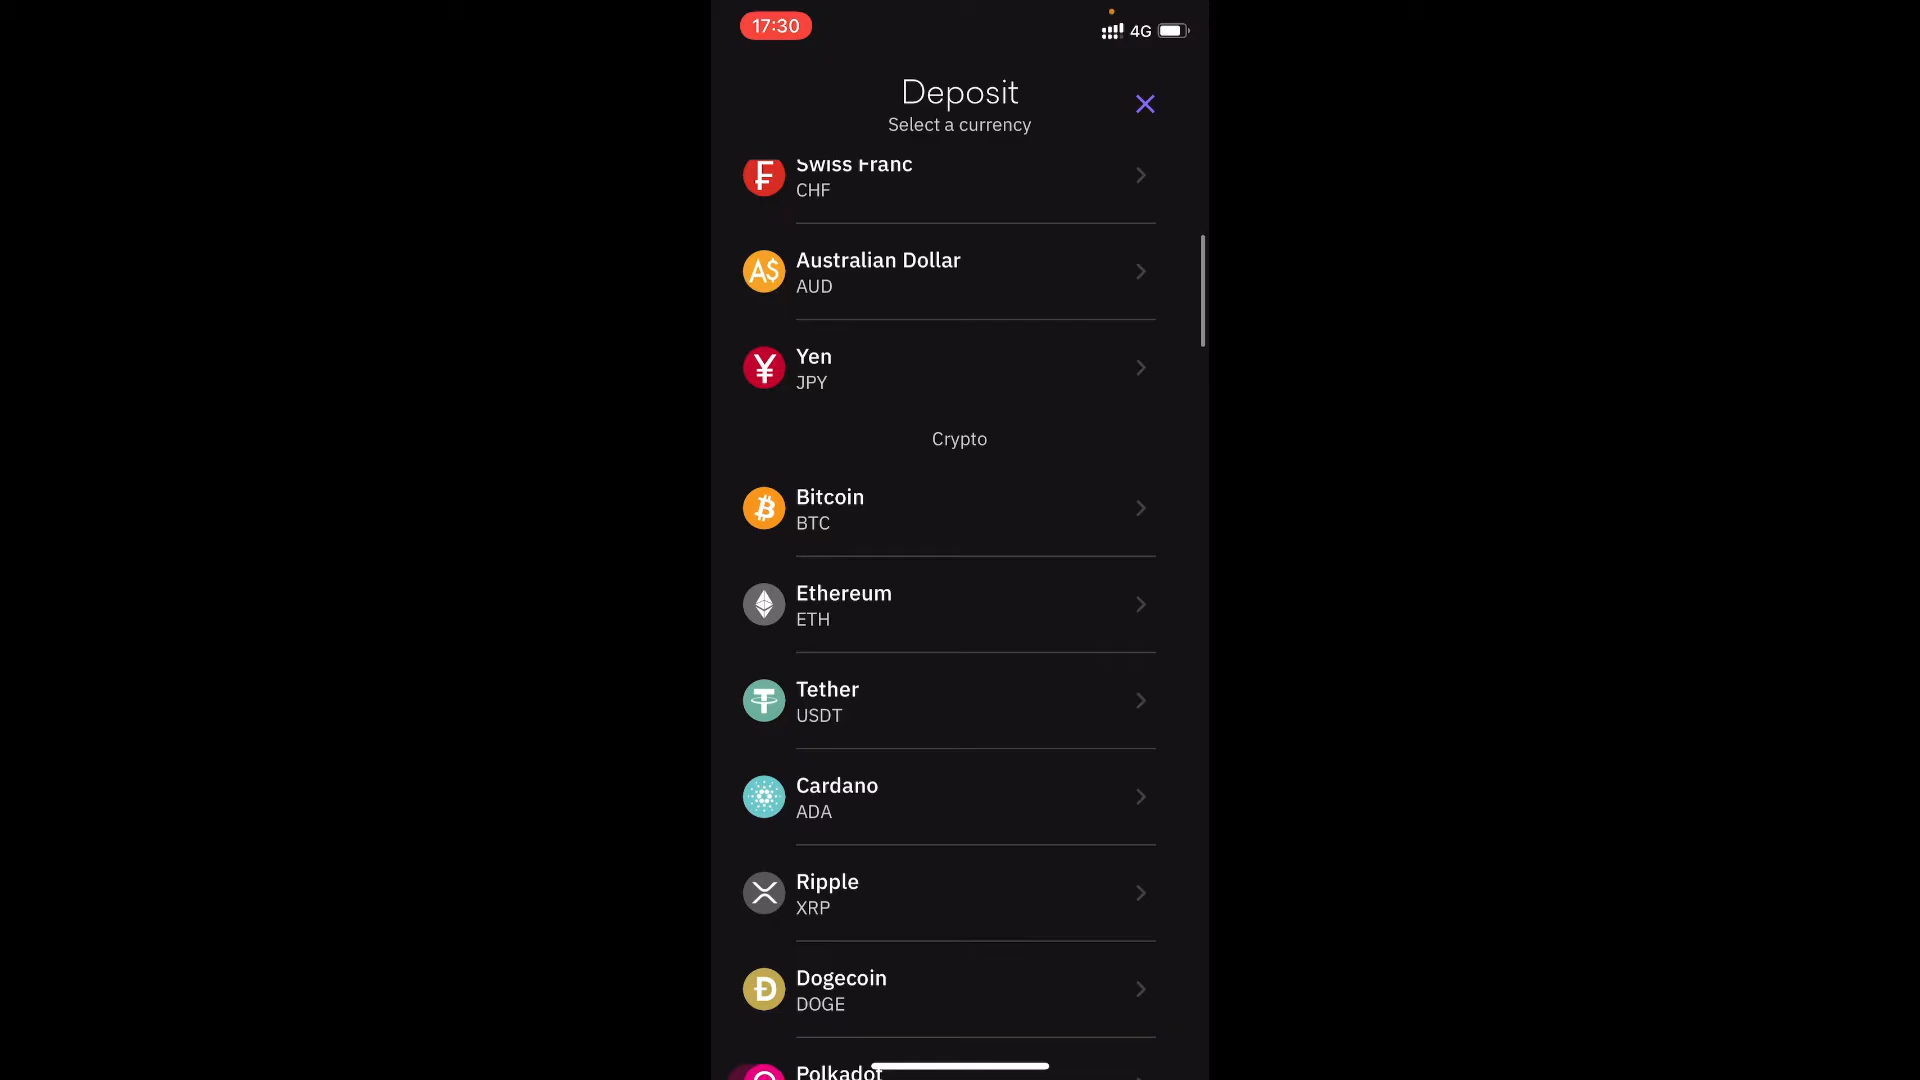 17:30
4G
Deposit
Select a currency
Swiss Franc
CHF
A$ Australian Dollar
AUD
¥ Yen
JPY
Crypto
Bitcoin
BTC
Ethereum
ETH
Tether
USDT
Cardano
ADA
Ripple
XRP
Dogecoin
DOGE
Polkadot